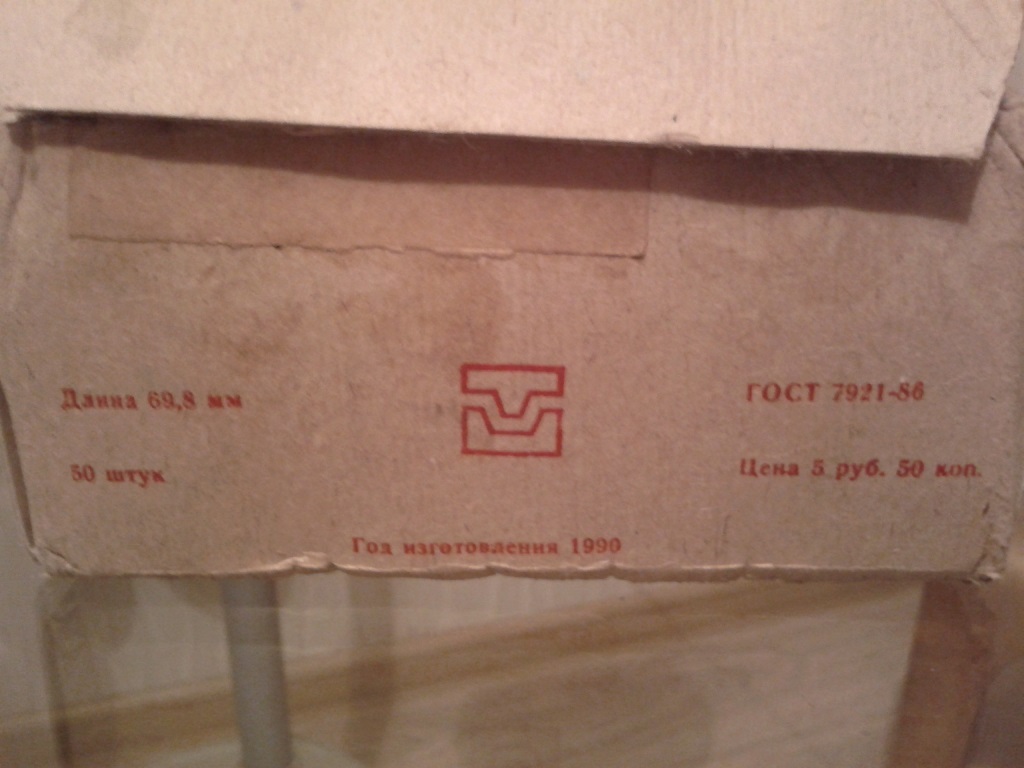 Длина 69,8 мм
50 штук
ГОСТ 7921-86
Цена 5 руб. 50 коп.
Год изготовления 1990